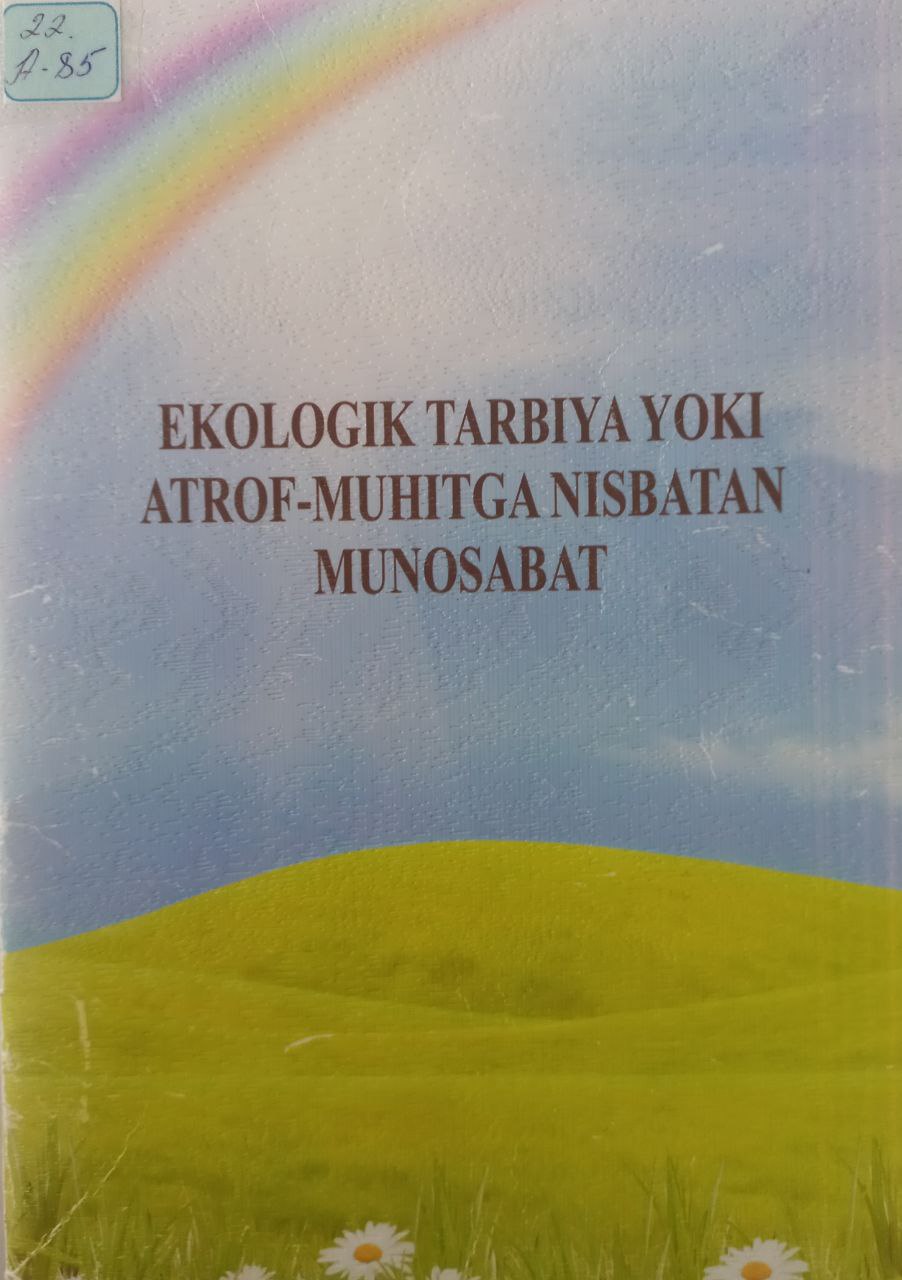 22.
A-85
EKOLOGIK TARBIYA YOKI
ATROF-MUHITGA NISBATAN
MUNOSABAT